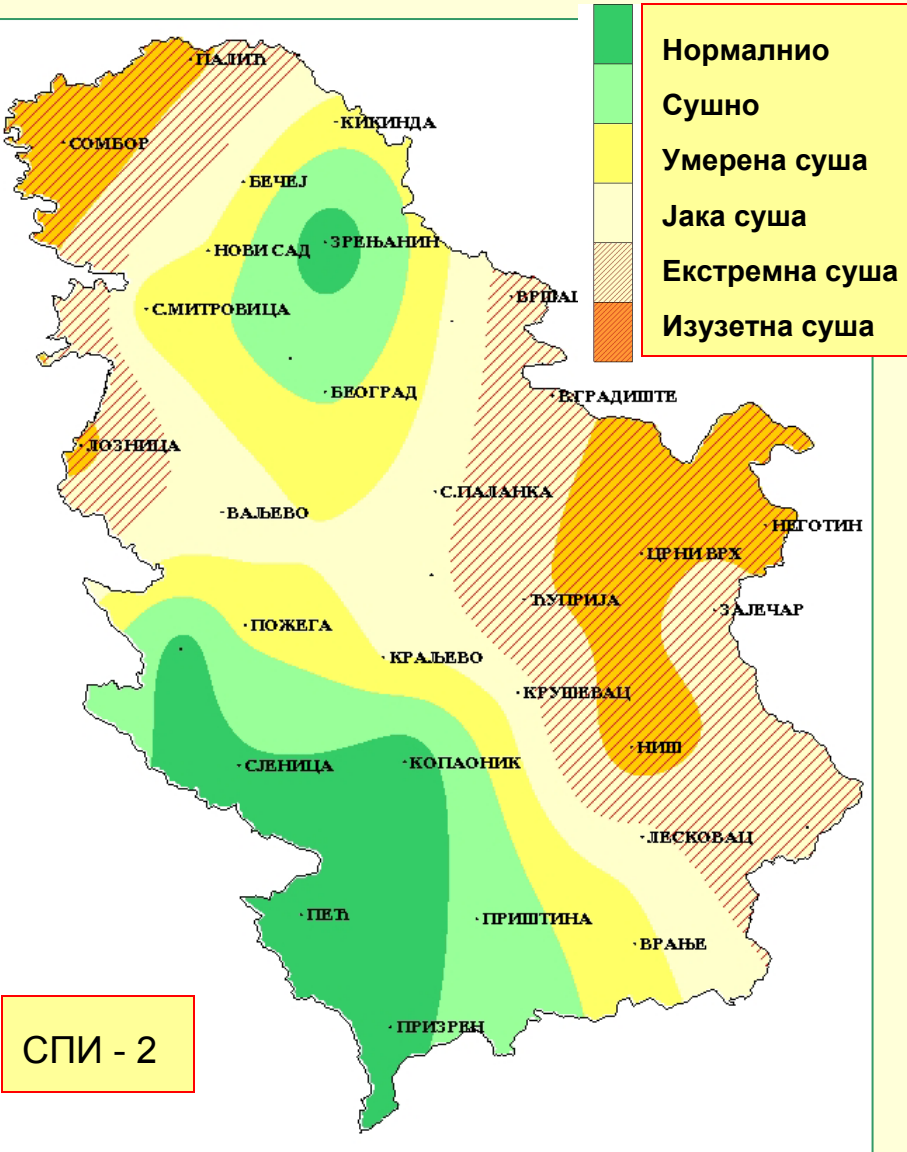 Нормалнио
Сушно
Умерена суша
Јака суша
Екстремна суша
Изузетна суша
ПАЛИЋ
КИКИНДА
СОМБОР
БЕЧЕЈ
НОВИ САД
ЗРЕЊАНИН
ВРШАЦ
С.МИТРОВИЦА
БЕОГРАД
В.ГРАДИШТЕ
ЛОЗНИЦА
С.ПАЛАНКА
ВАЉЕВО
НЕГОТИН
ЦРНИ ВРХ
ЋУПРИЈА
ЗАЈЕЧАР
ПОЖЕГА
КРАЉЕВО
КРУШЕВАЦ
НИШ
СЈЕНИЦА
КОПАОНИК
ЛЕСКОВАЦ
ПЕЋ
ПРИШТИНА
ВРАЊЕ
ПРИЗРЕН
СПИ - 2